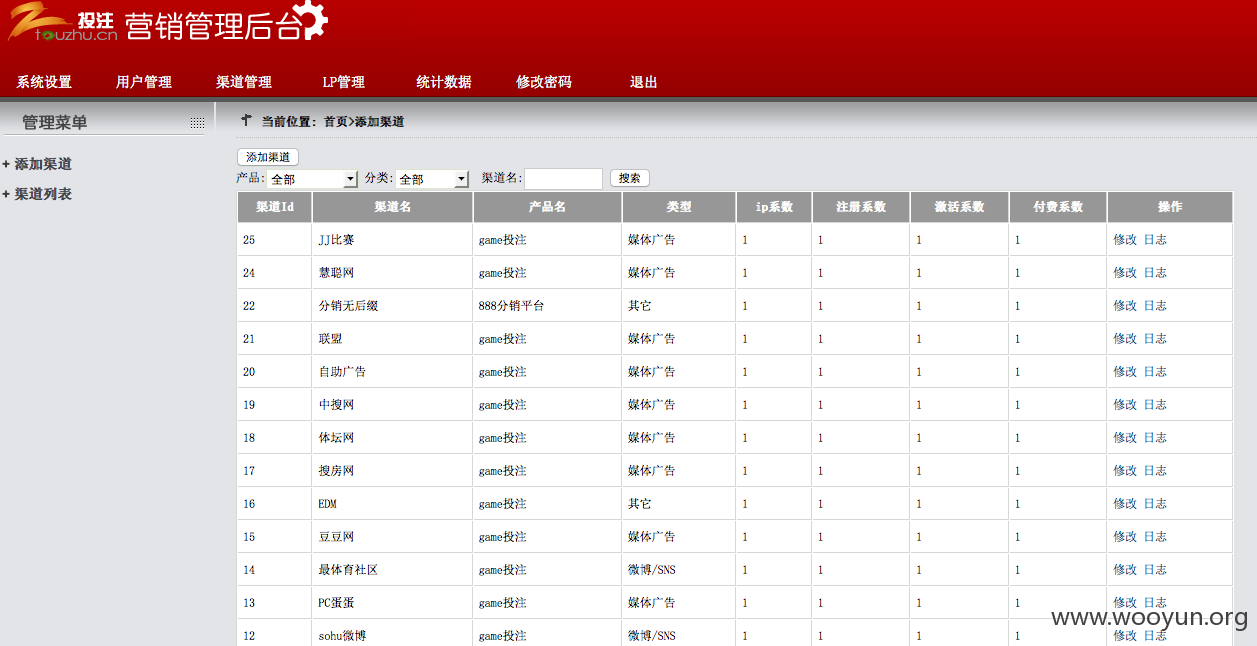 投注 营销管理后台
touzhu.cn
系统设置 用户管理 渠道管理 LP管理 统计数据 修改密码 退出
管理菜单
+ 添加渠道
+ 渠道列表
当前位置：首页>添加渠道
添加渠道
产品: 全部 分类: 全部 渠道名: 搜索
渠道Id 渠道名 产品名 类型 ip系数 注册系数 激活系数 付费系数 操作
25 JJ比赛 game投注 媒体广告 1 1 1 1 修改 日志
24 慧聪网 game投注 媒体广告 1 1 1 1 修改 日志
22 分销无后缀 888分销平台 其它 1 1 1 1 修改 日志
21 联盟 game投注 媒体广告 1 1 1 1 修改 日志
20 自助广告 game投注 媒体广告 1 1 1 1 修改 日志
19 中搜网 game投注 媒体广告 1 1 1 1 修改 日志
18 体坛网 game投注 媒体广告 1 1 1 1 修改 日志
17 搜房网 game投注 媒体广告 1 1 1 1 修改 日志
16 EDM game投注 其它 1 1 1 1 修改 日志
15 豆豆网 game投注 媒体广告 1 1 1 1 修改 日志
14 最体育社区 game投注 微博/SNS 1 1 1 1 修改 日志
13 PC蛋蛋 game投注 媒体广告 1 1 1 1 修改 日志
12 sohu微博 game投注 微博/SNS 1 1 1 1 修改 日志
www.wooyun.org